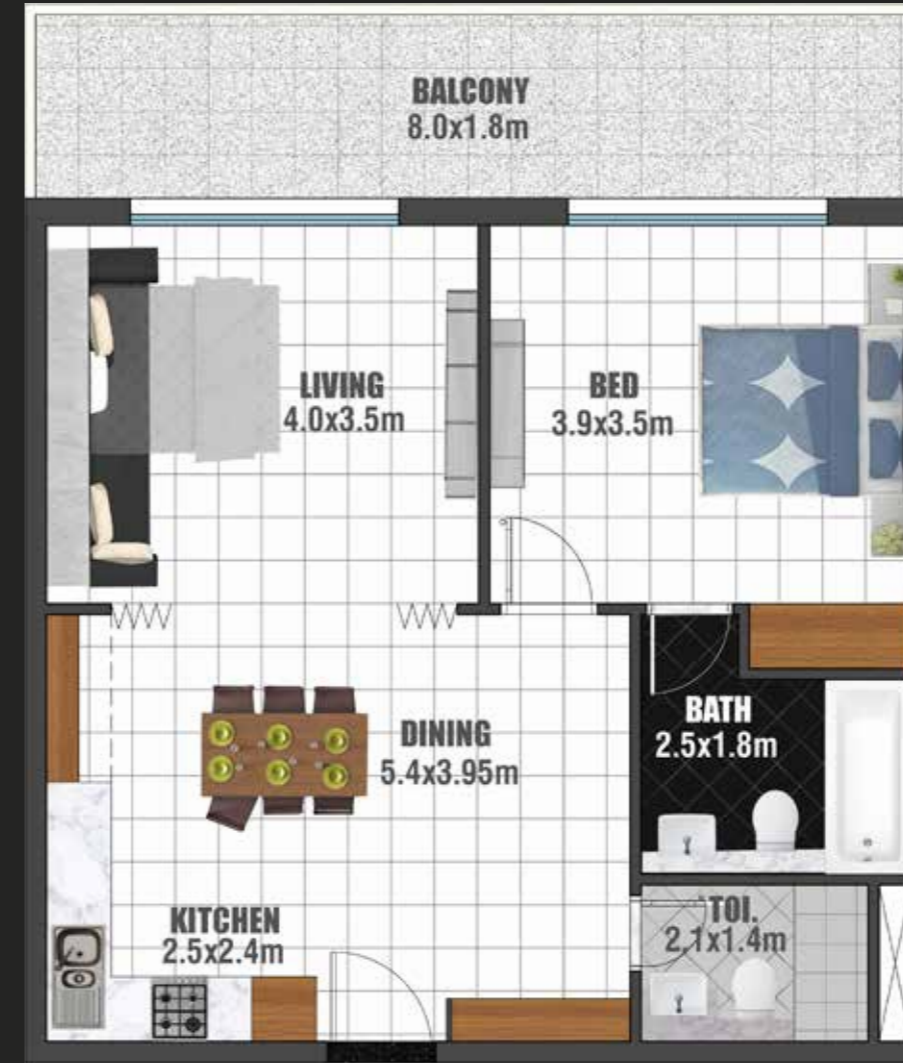 BALCONY
8.0x1.8m
LIVING
4.0x3.5m
BED
3.9x3.5m
DINING
5.4x3.95m
BATH
2.5x1.8m
KITCHEN
2.5x2.4m
TOI.
2.1x1.4m